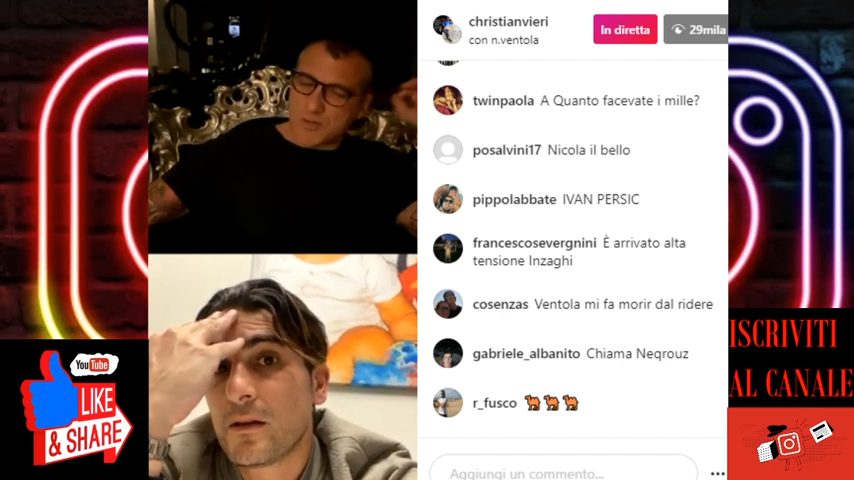 christianvieri
con n.ventola
In diretta
29mila
twinpaola A Quanto facevate i mille?
posalvini17 Nicola il bello
pippolabbate IVAN PERSIC
francescosevergnini È arrivato alta
tensione Inzaghi
cosenzas Ventola mi fa morir dal ridere
gabriele_albanito Chiama Neqrouz
r_fusco 🐫🐫🐫
Aggiungi un commento...
YouTube
LIKE
& SHARE
ISCRIVITI
AL CANALE